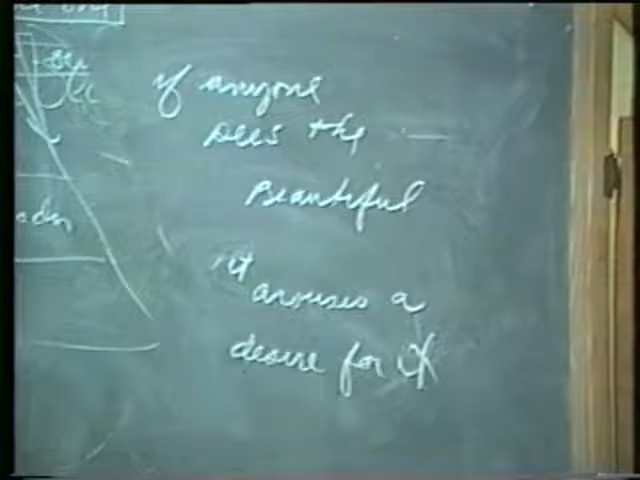 if anyone
sees the
Beautiful
it
arouses a
desire for it